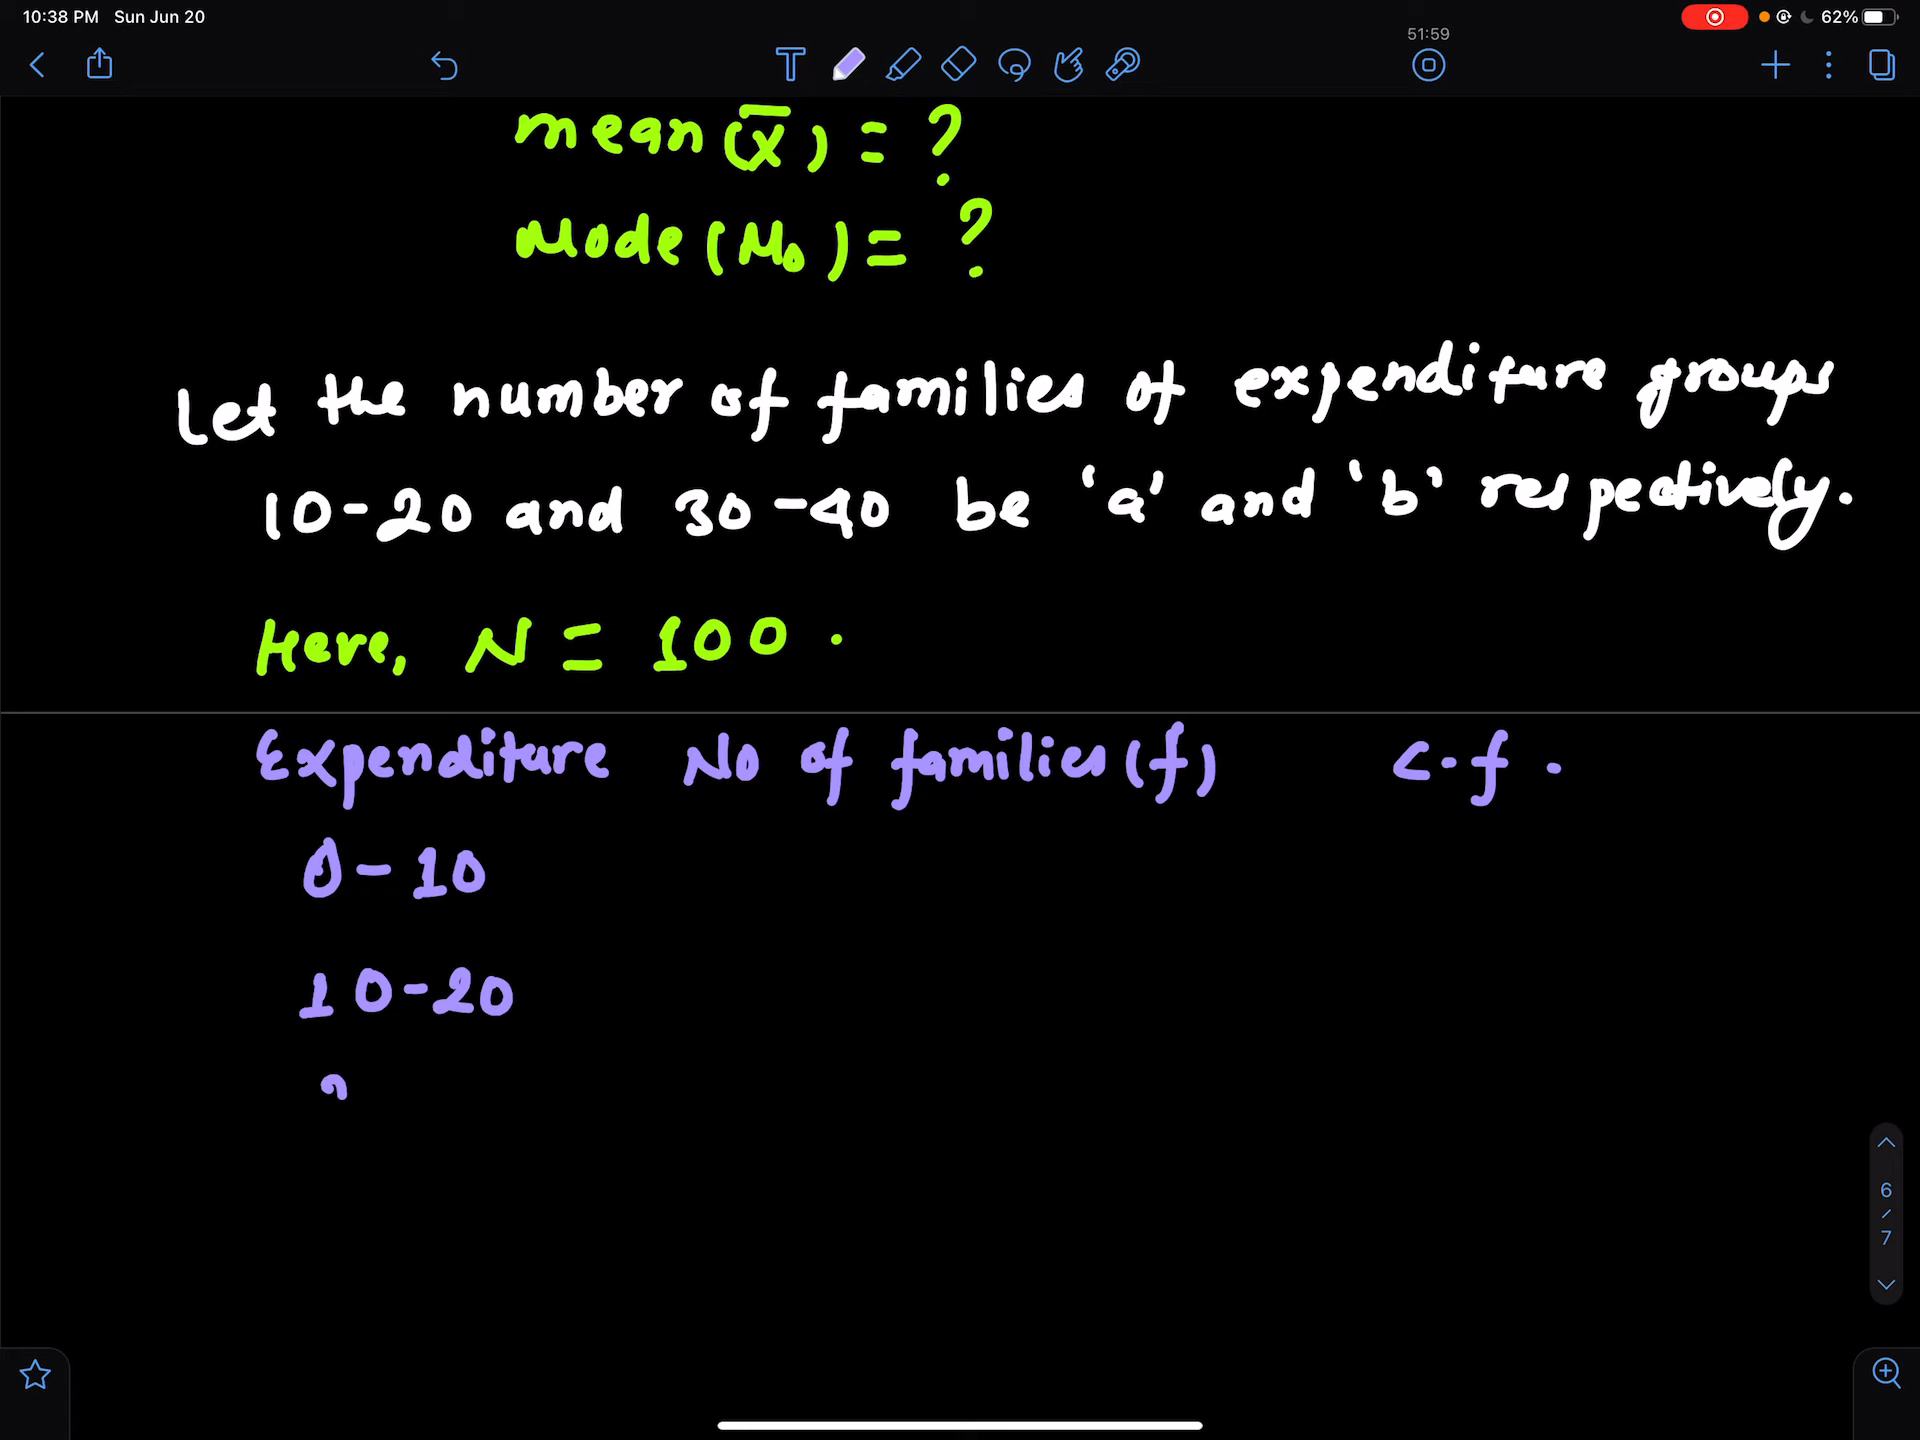 10:38 PM Sun Jun 20
62%
51:59
mean (x̄) = ?
Mode (Mo) = ?
Let the number of families of expenditure groups
10-20 and 30-40 be 'a' and 'b' respectively.
Here, N = 100.
Expenditure No of families (f) c.f.
0-10
10-20
6
/
7